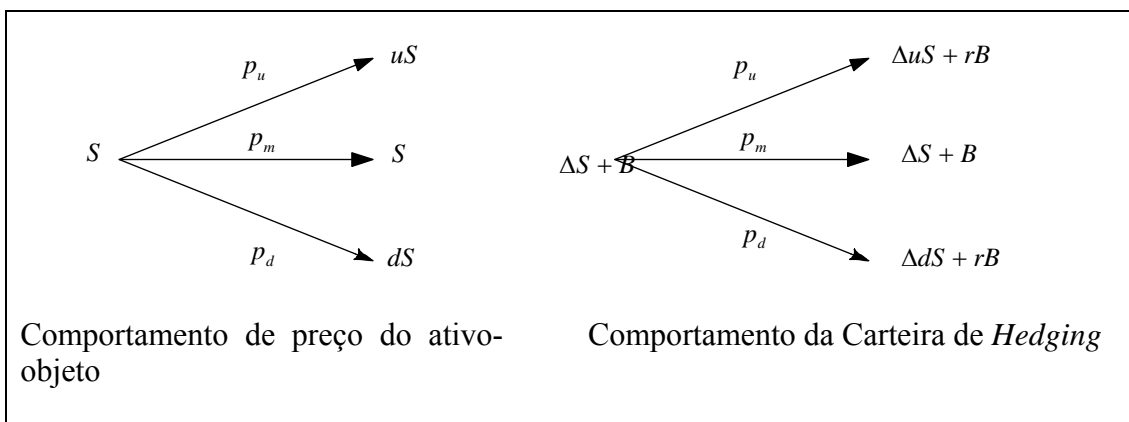 uS
p_u
S
p_m
S
p_d
dS
ΔuS + rB
p_u
ΔS + B
p_m
ΔS + B
p_d
ΔdS + rB
Comportamento de preço do ativo-
objeto
Comportamento da Carteira de Hedging